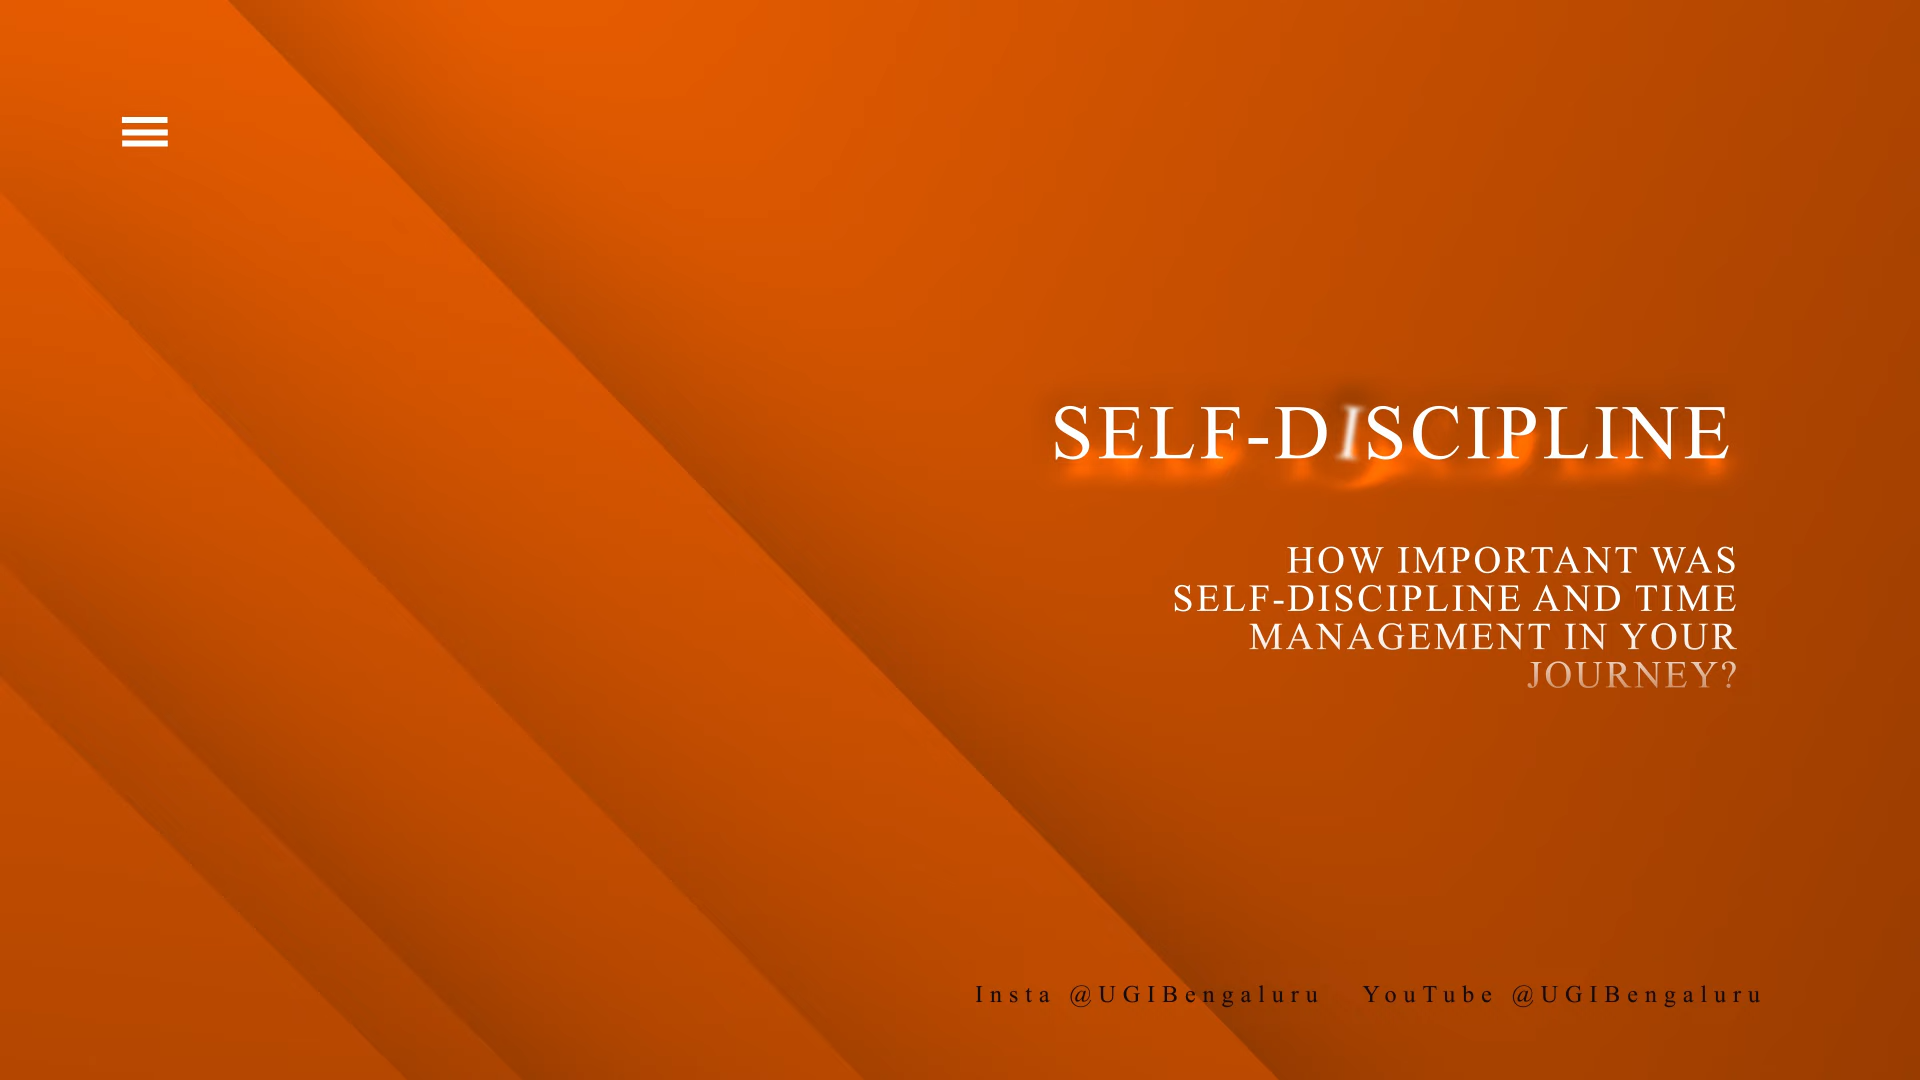 SELF-DISCIPLINE
HOW IMPORTANT WAS
SELF-DISCIPLINE AND TIME
MANAGEMENT IN YOUR
JOURNEY?
Insta @UGIBengaluru YouTube @UGIBengaluru